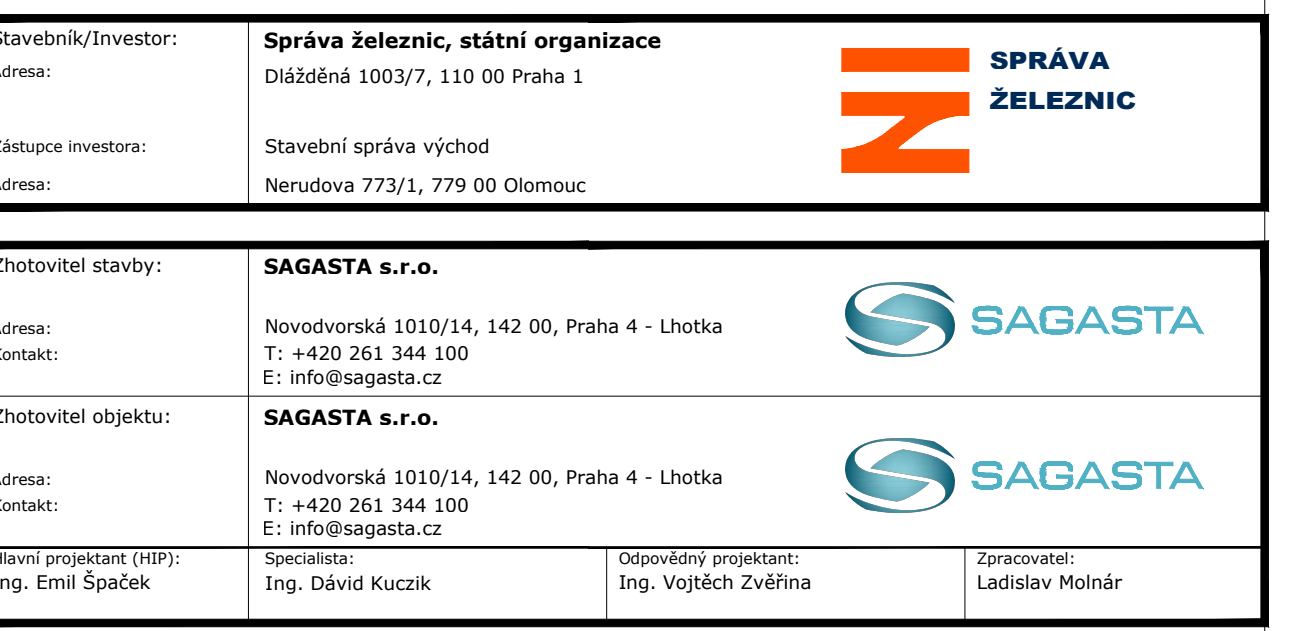 Stavebník/Investor: Správa železnic, státní organizace
Adresa: Dlážděná 1003/7, 110 00 Praha 1
SPRÁVA
ŽELEZNIC
Zástupce investora: Stavební správa východ
Adresa: Nerudova 773/1, 779 00 Olomouc
Zhotovitel stavby: SAGASTA s.r.o.
Adresa: Novodvorská 1010/14, 142 00, Praha 4 - Lhotka
Kontakt: T: +420 261 344 100
E: info@sagasta.cz
SAGASTA
Zhotovitel objektu: SAGASTA s.r.o.
Adresa: Novodvorská 1010/14, 142 00, Praha 4 - Lhotka
Kontakt: T: +420 261 344 100
E: info@sagasta.cz
SAGASTA
Hlavní projektant (HIP): Specialista: Odpovědný projektant: Zpracovatel:
Ing. Emil Špaček Ing. Dávid Kuczik Ing. Vojtěch Zvěřina Ladislav Molnár